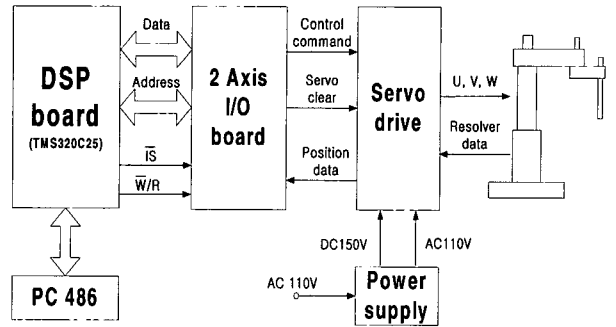 DSP
board
(TMS320C25)
Data
Address
I̅S̅
W̅/R
2 Axis
I/O
board
Control
command
Servo
clear
Position
data
Servo
drive
U, V, W
Resolver
data
DC150V
AC110V
AC 110V
Power
supply
PC 486